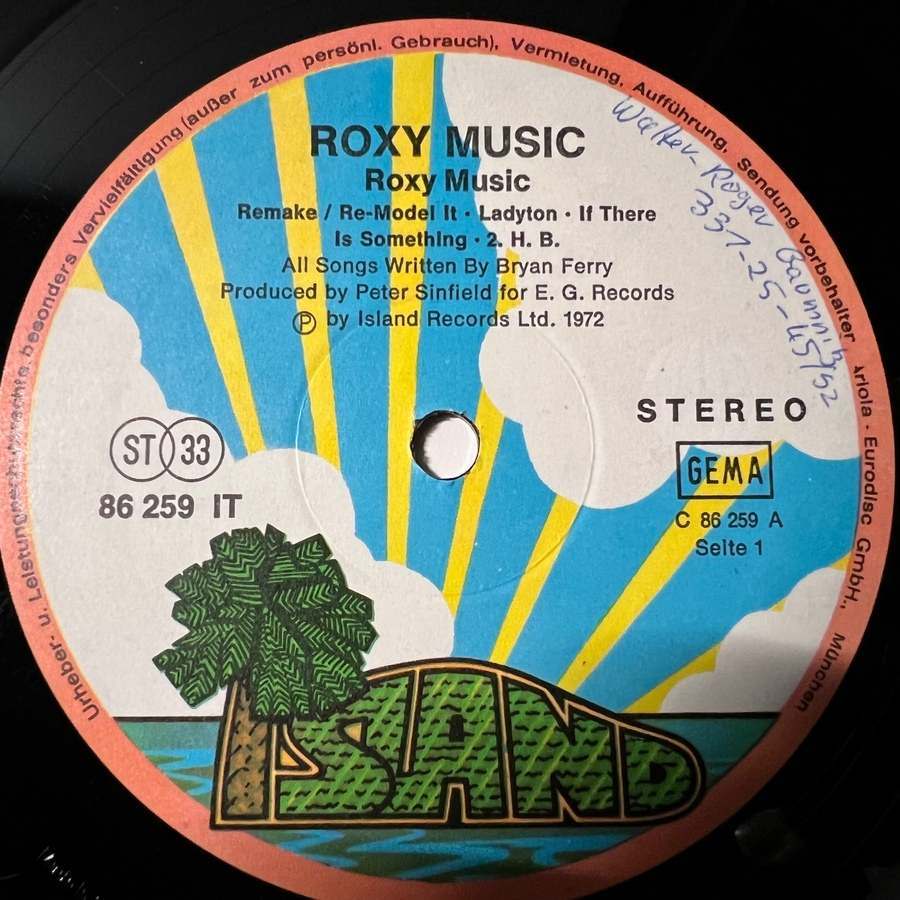 Urheber- u. Leistungsschutzrechte, besonders Vervielfältigung (außer zum persönl. Gebrauch), Vermietung, Aufführung, Sendung vorbehalten
Ariola - Eurodisc GmbH., München
ROXY MUSIC
Roxy Music
Remake / Re-Model It · Ladyton · If There
Is Something · 2. H. B.
All Songs Written By Bryan Ferry
Produced by Peter Sinfield for E. G. Records
Ⓟ by Island Records Ltd. 1972
Walter-Roger
331-25-45/52
STEREO
ST 33
86 259 IT
GEMA
C 86 259 A
Seite 1
ISLAND